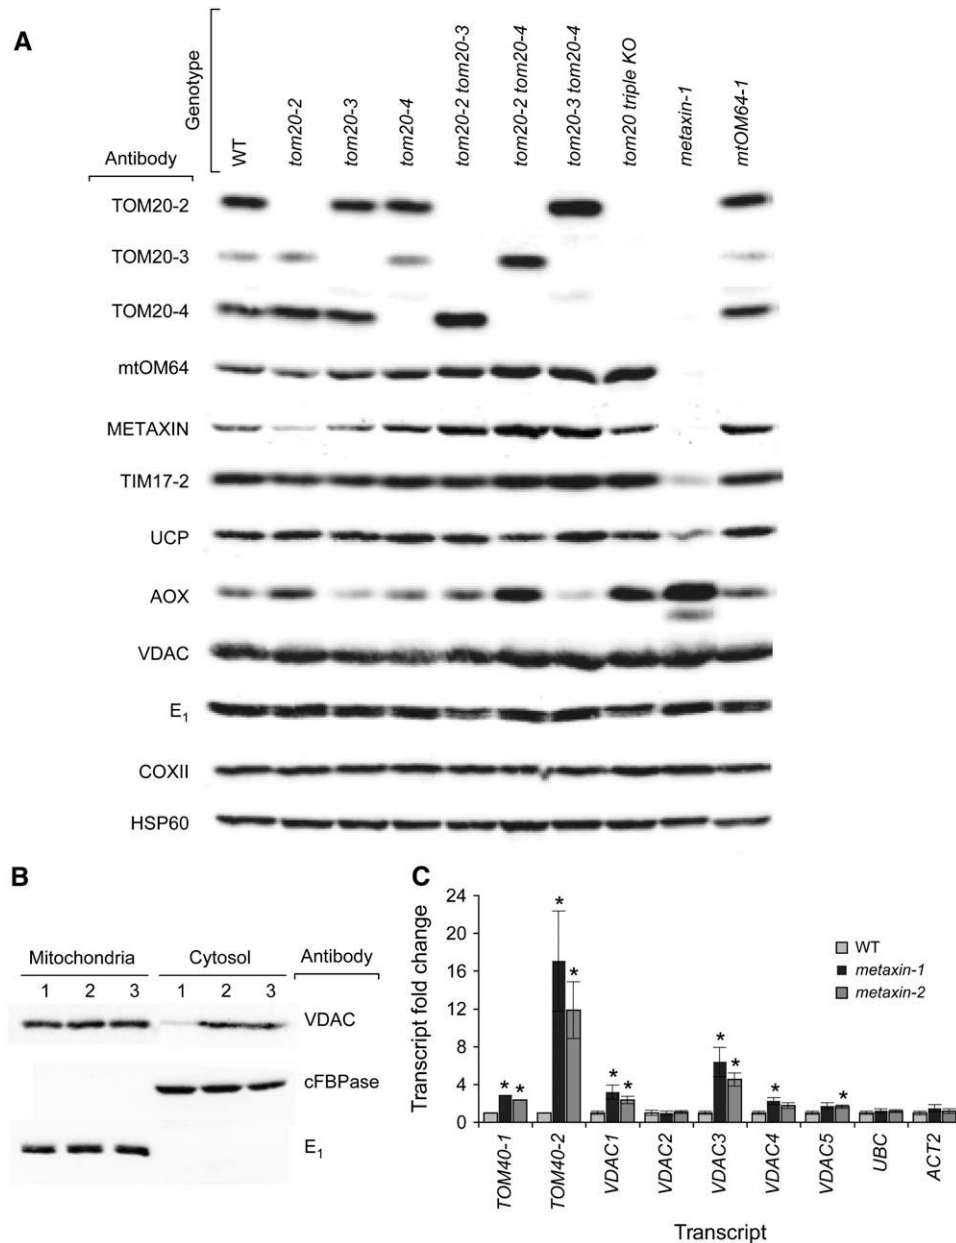 A
Genotype
Antibody
WT
tom20-2
tom20-3
tom20-4
tom20-2 tom20-3
tom20-2 tom20-4
tom20-3 tom20-4
tom20 triple KO
metaxin-1
mtOM64-1
TOM20-2
TOM20-3
TOM20-4
mtOM64
METAXIN
TIM17-2
UCP
AOX
VDAC
E1
COXII
HSP60
B
Mitochondria Cytosol Antibody
1 2 3 1 2 3
VDAC
cFBPase
E1
C
Transcript fold change
24
20
16
12
8
4
0
* * * * * * * * * *
WT
metaxin-1
metaxin-2
TOM40-1
TOM40-2
VDAC1
VDAC2
VDAC3
VDAC4
VDAC5
UBC
ACT2
Transcript